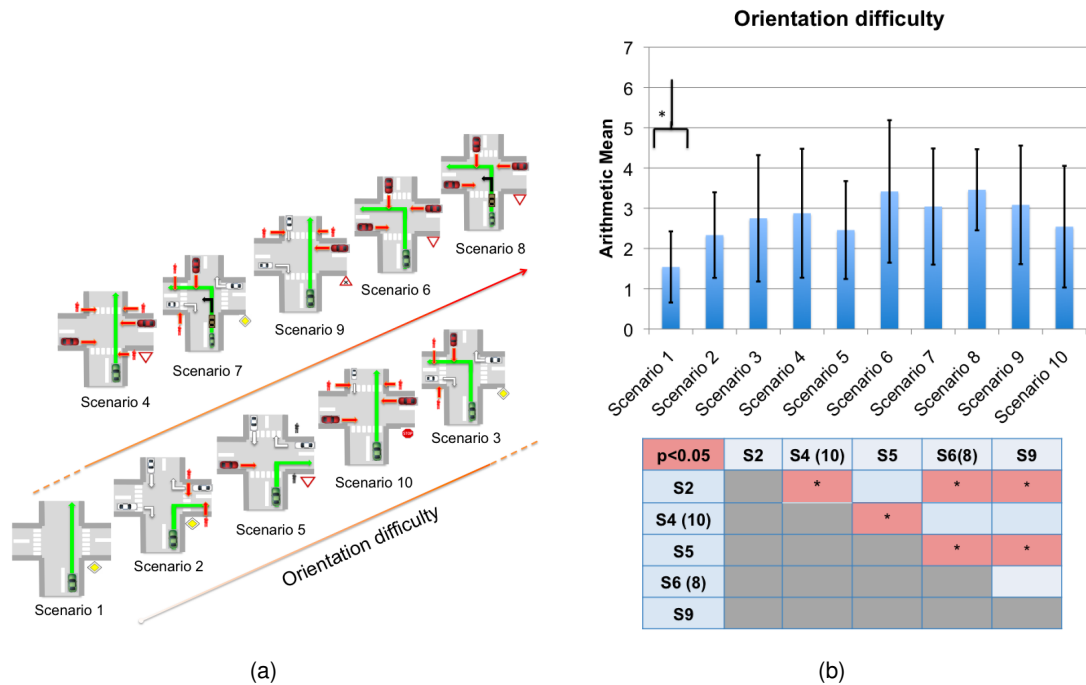 Scenario 8
Scenario 6
Scenario 9
Scenario 7
Scenario 4
Scenario 3
Scenario 10
STOP
Scenario 5
Scenario 2
Scenario 1
Orientation difficulty
(a)
Orientation difficulty
Arithmetic Mean
7
6
5
4
3
2
1
0
*
Scenario 1
Scenario 2
Scenario 3
Scenario 4
Scenario 5
Scenario 6
Scenario 7
Scenario 8
Scenario 9
Scenario 10
p<0.05 S2 S4 (10) S5 S6(8) S9
S2 * * *
S4 (10) *
S5 * *
S6 (8)
S9
(b)